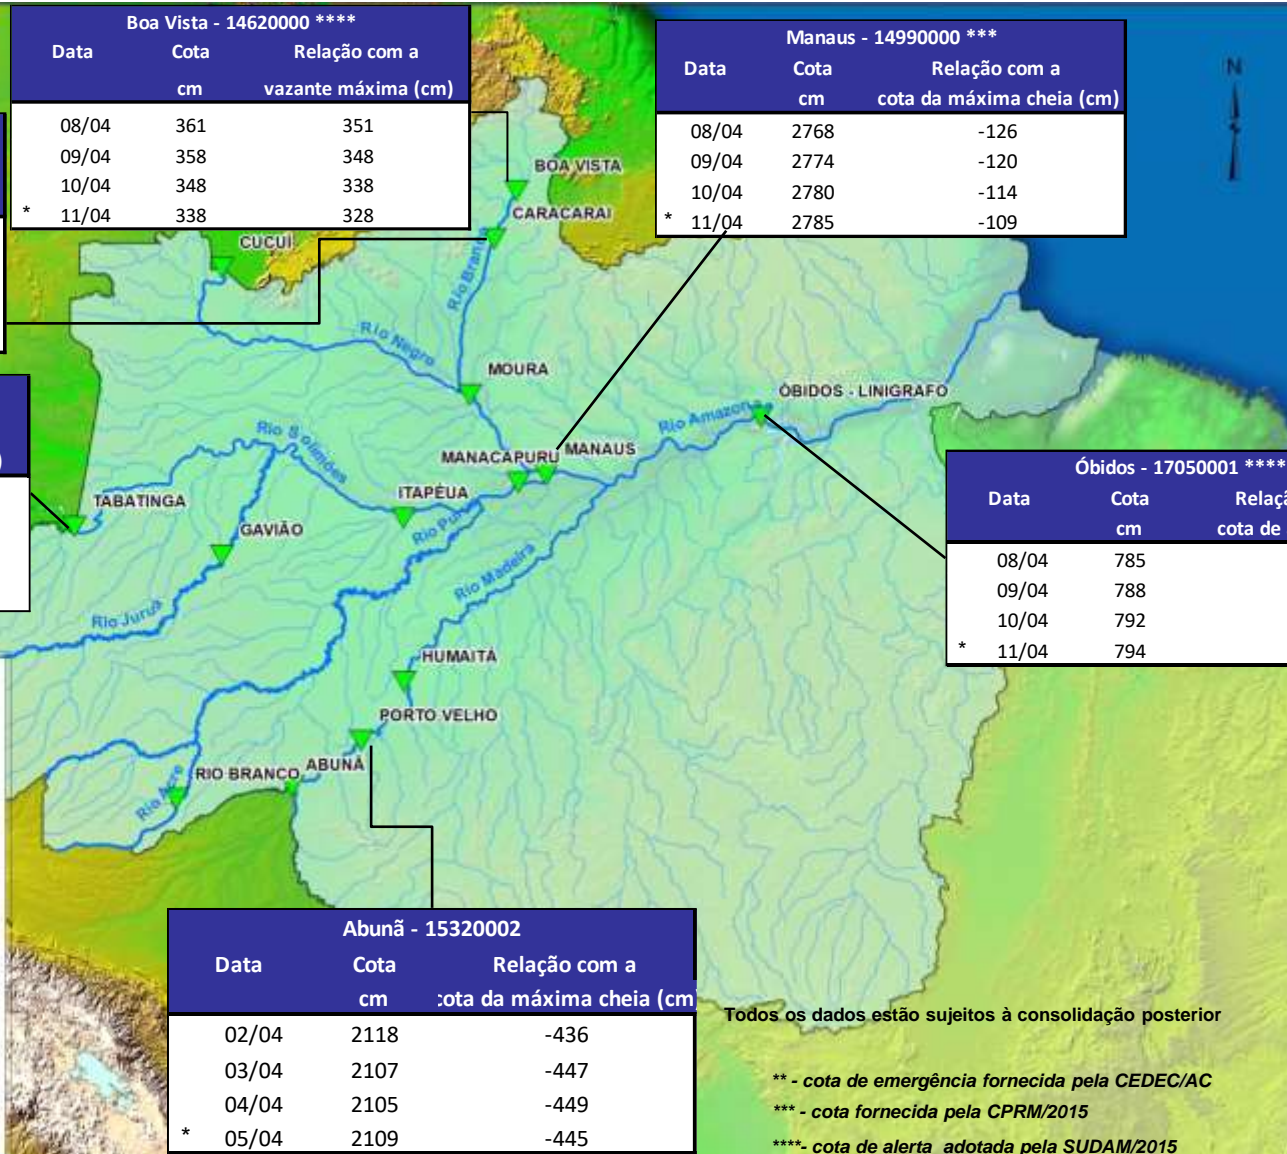 Boa Vista - 14620000 ****
Data Cota Relação com a
cm vazante máxima (cm)
08/04 361 351
09/04 358 348
10/04 348 338
* 11/04 338 328
Manaus - 14990000 ***
Data Cota Relação com a
cm cota da máxima cheia (cm)
08/04 2768 -126
09/04 2774 -120
10/04 2780 -114
* 11/04 2785 -109
N
BOA VISTA
CARACARAI
CUCUI
Rio Branco
Rio Negro
MOURA
ÓBIDOS - LINIGRAFO
Rio Amazonas
Rio Solimões
MANACAPURU MANAUS
)
TABATINGA
ITAPÉUA
GAVIÃO
Rio Purus
Rio Madeira
Rio Juruá
Óbidos - 17050001 ****
Data Cota Relaçã
cm cota de
08/04 785
09/04 788
10/04 792
* 11/04 794
HUMAITÁ
PORTO VELHO
ABUNÃ
RIO BRANCO
Rio Acre
Abunã - 15320002
Data Cota Relação com a
cm cota da máxima cheia (cm
02/04 2118 -436
03/04 2107 -447
04/04 2105 -449
* 05/04 2109 -445
Todos os dados estão sujeitos à consolidação posterior
** - cota de emergência fornecida pela CEDEC/AC
*** - cota fornecida pela CPRM/2015
****- cota de alerta adotada pela SUDAM/2015